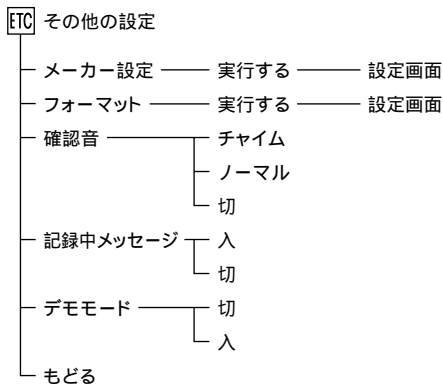 ETC その他の設定
メーカー設定 実行する 設定画面
フォーマット 実行する 設定画面
確認音 チャイム
ノーマル
切
記録中メッセージ 入
切
デモモード 切
入
もどる